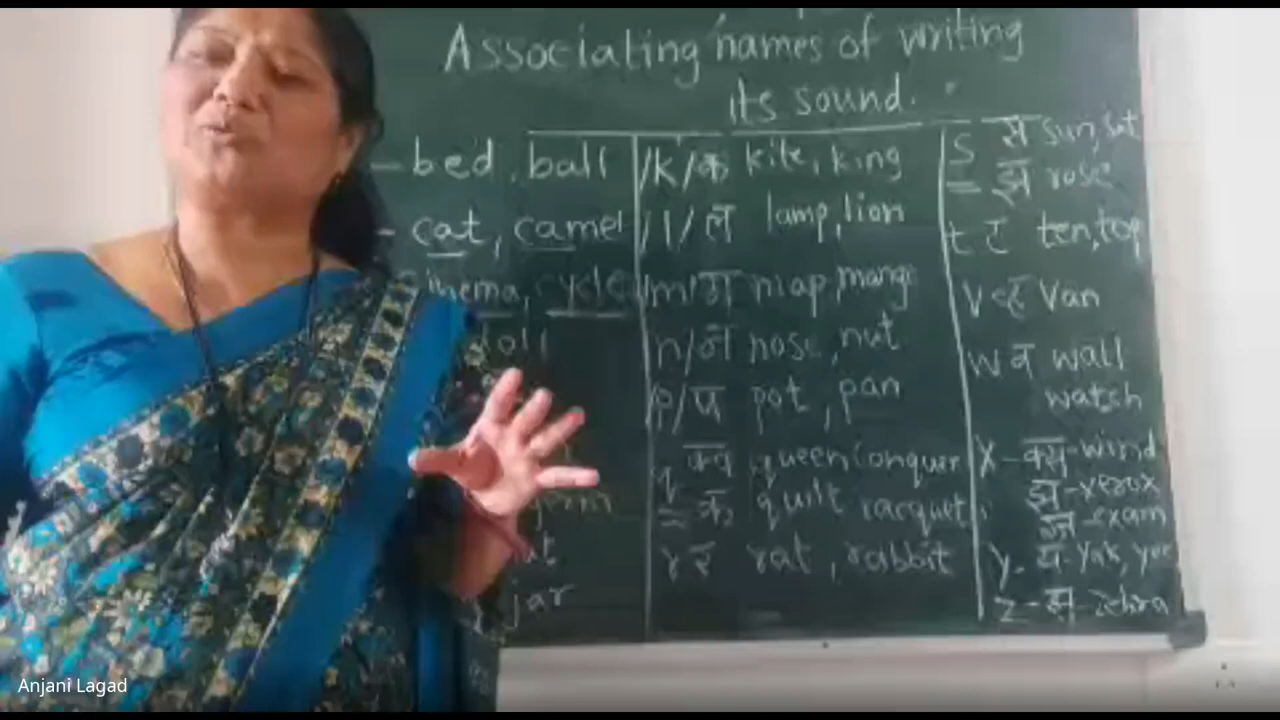 Associating names of writing
its sound.
- bed, ball
- cat, camel
cycle
/k/क kite, king
/l/ल lamp, lion
/m/म map, mango
n/न nose, nut
p/प pot, pan
q क्व queen conquer
क quilt racquet
r र rat, rabbit
jar
S स sun, sat
झ rose
t ट ten, top
V व्ह Van
W व wall
watch
X - क्स - wind
झ - xerox
ग्ज - exam
y - य - yak,
z - झ - zebra
Anjani Lagad